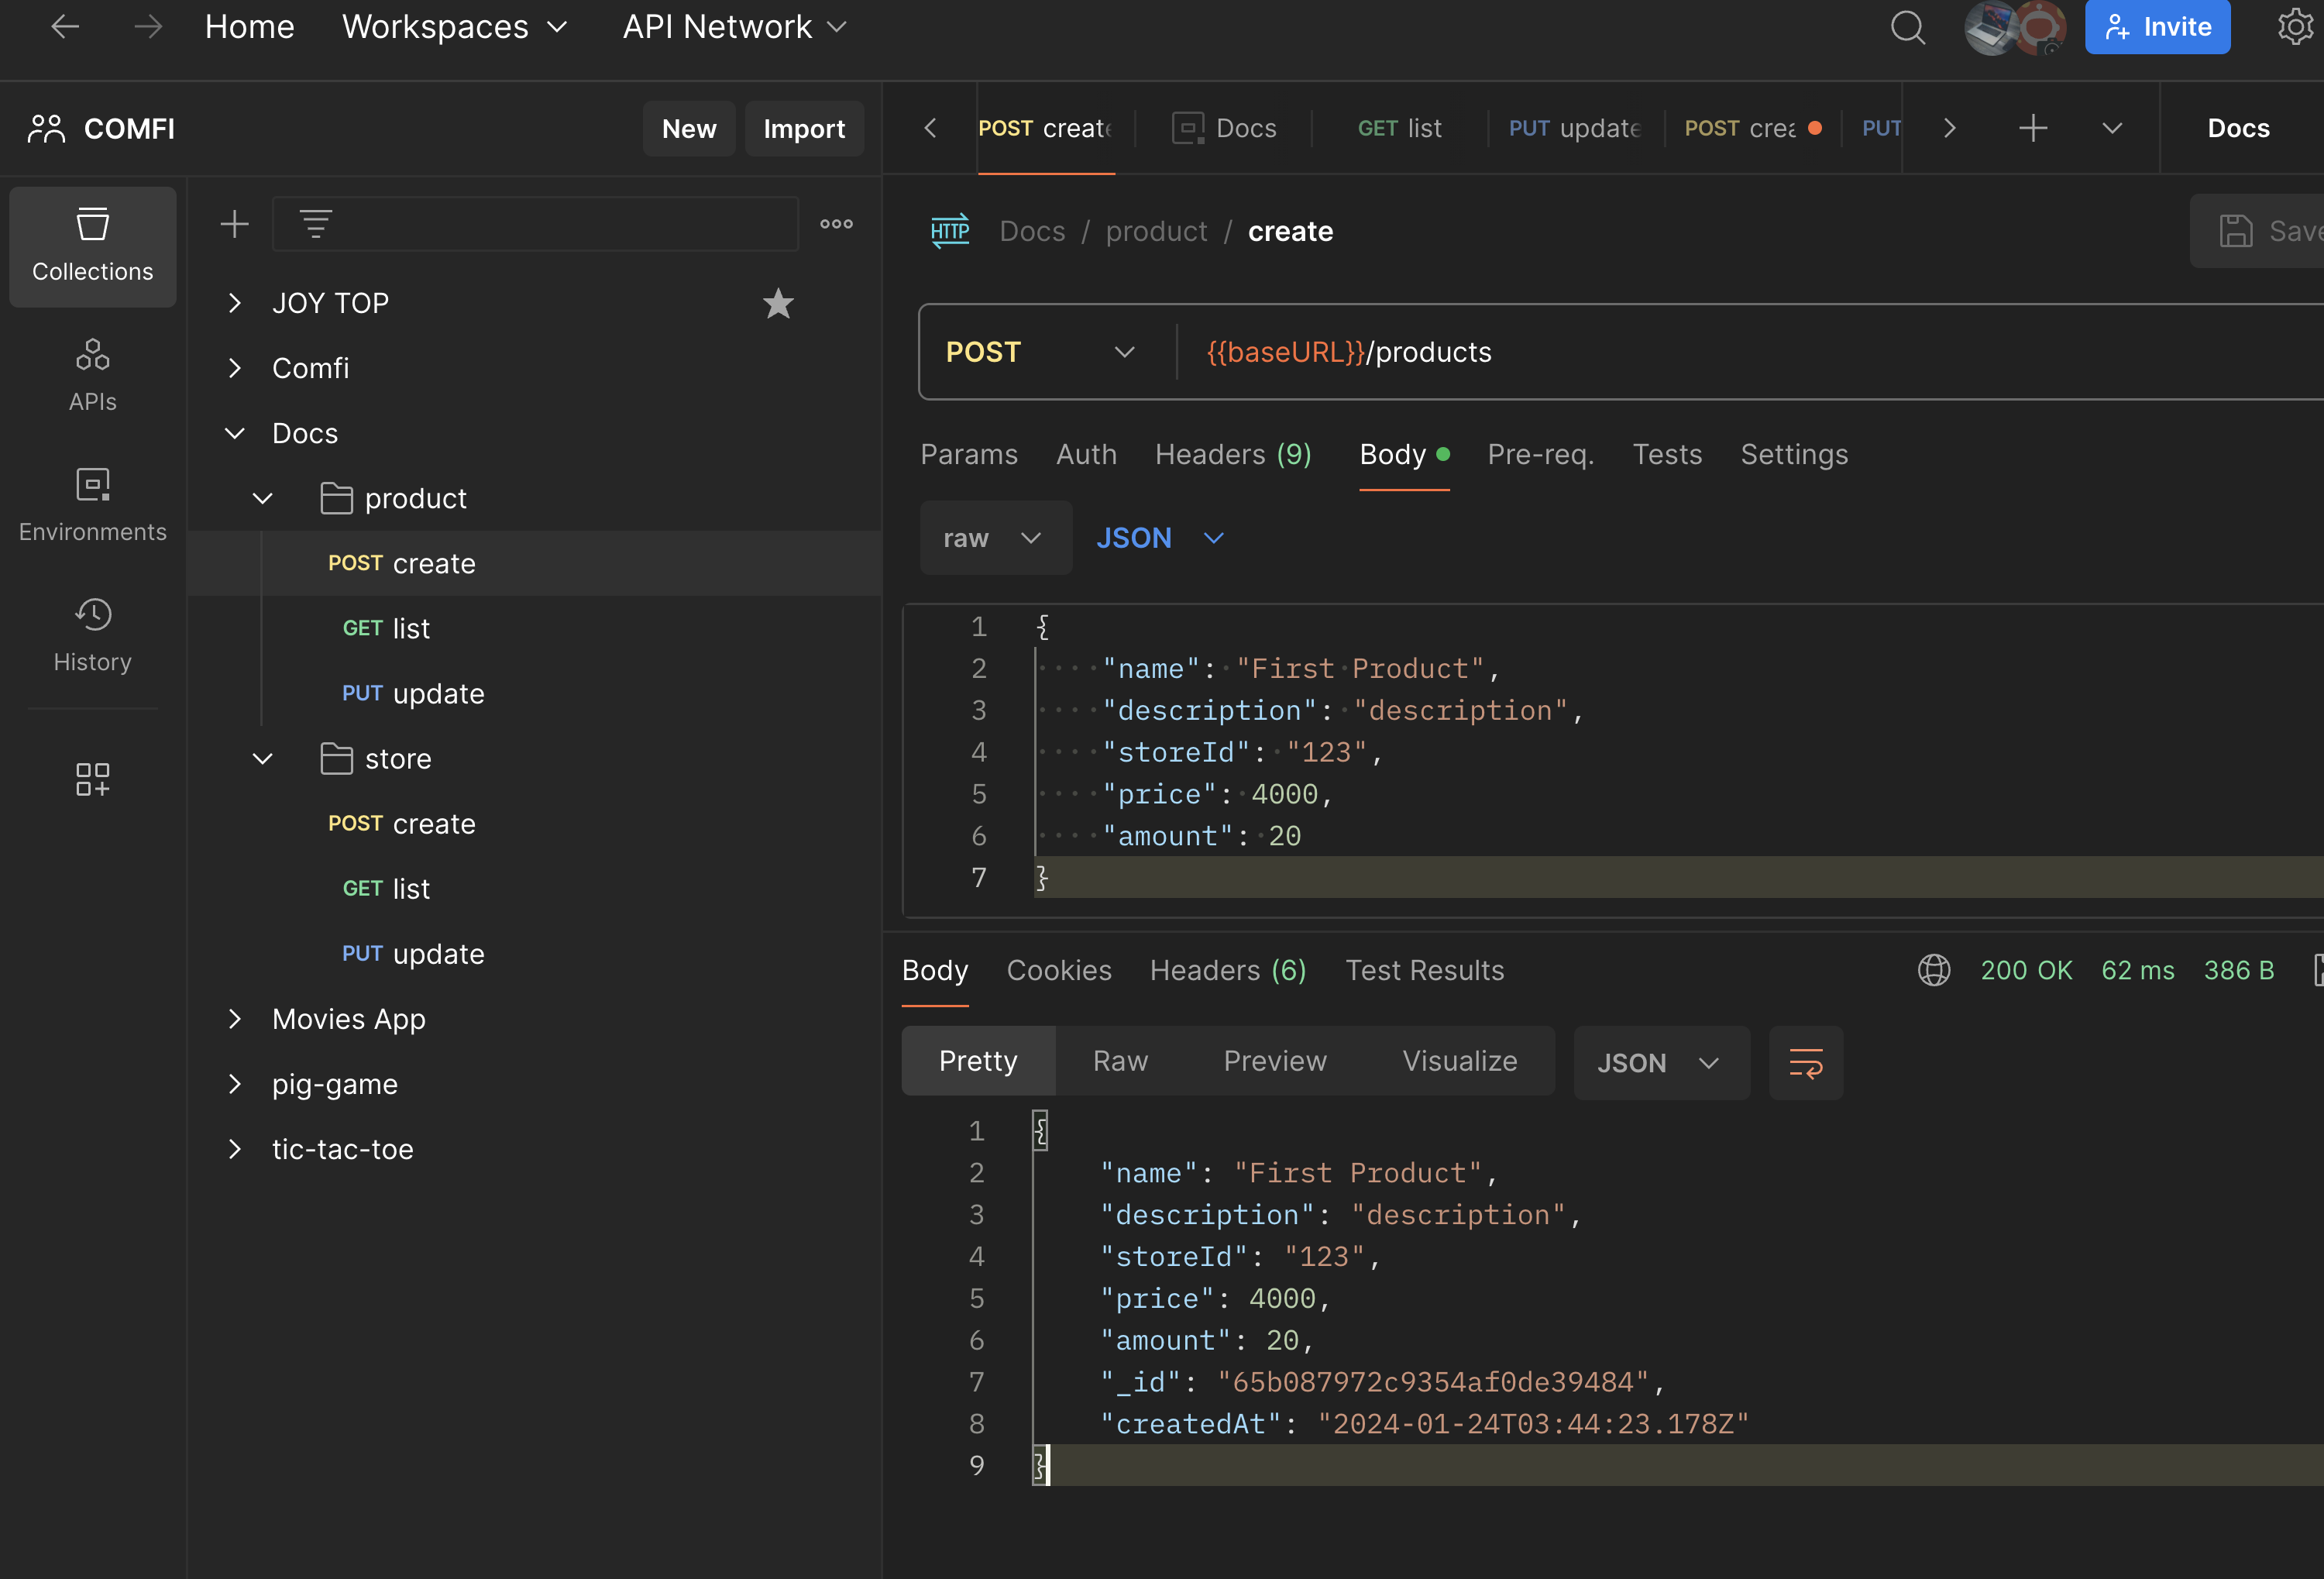 Home Workspaces API Network Invite
COMFI New Import
POST create Docs GET list PUT update POST crea PUT Docs
Collections
APIs
Environments
History
JOY TOP
Comfi
Docs
product
POST create
GET list
PUT update
store
POST create
GET list
PUT update
Movies App
pig-game
tic-tac-toe
HTTP Docs / product / create Save
POST {{baseURL}}/products
Params Auth Headers (9) Body Pre-req. Tests Settings
raw JSON
1 {
2 "name": "First Product",
3 "description": "description",
4 "storeId": "123",
5 "price": 4000,
6 "amount": 20
7 }
Body Cookies Headers (6) Test Results 200 OK 62 ms 386 B
Pretty Raw Preview Visualize JSON
1 {
2 "name": "First Product",
3 "description": "description",
4 "storeId": "123",
5 "price": 4000,
6 "amount": 20,
7 "_id": "65b087972c9354af0de39484",
8 "createdAt": "2024-01-24T03:44:23.178Z"
9 }